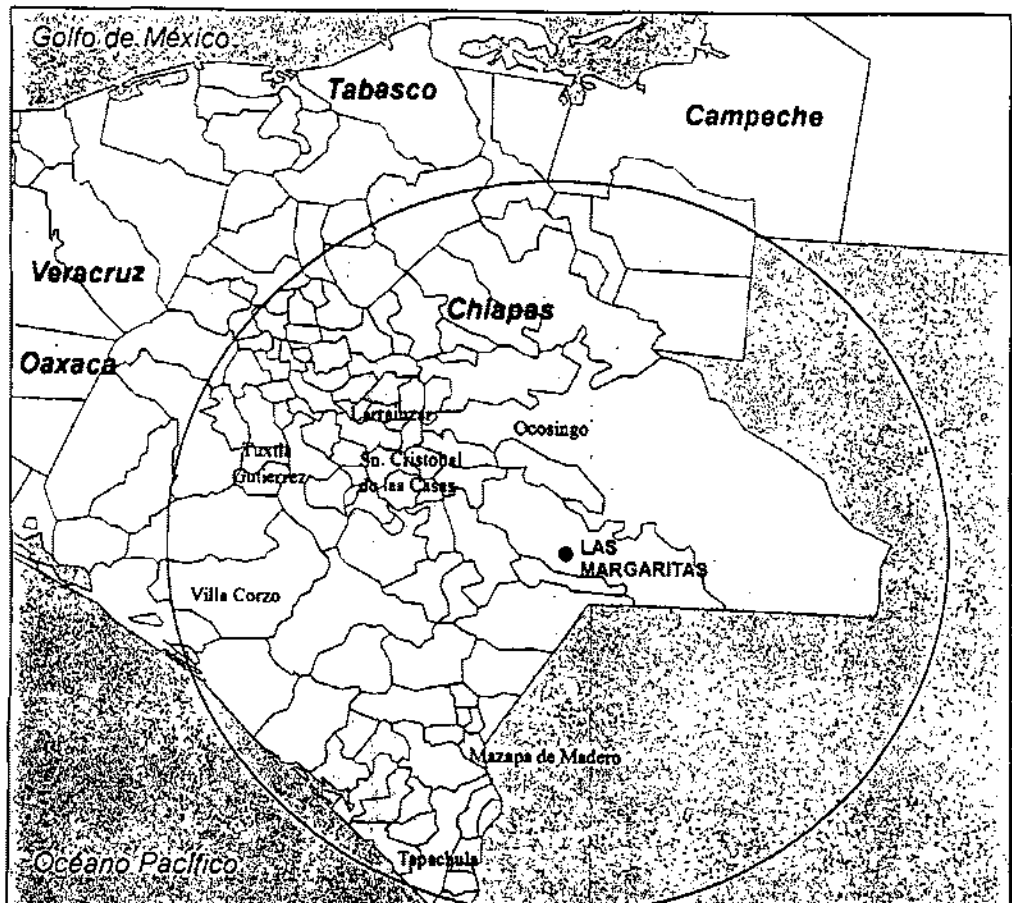 Golfo de México
Tabasco
Campeche
Veracruz
Chiapas
Oaxaca
Larrainzar
Ocosingo
Tuxtla
Gutierrez
Sn. Cristobal
de las Casas
LAS
MARGARITAS
Villa Corzo
Mazapa de Madero
Tapachula
Océano Pacífico